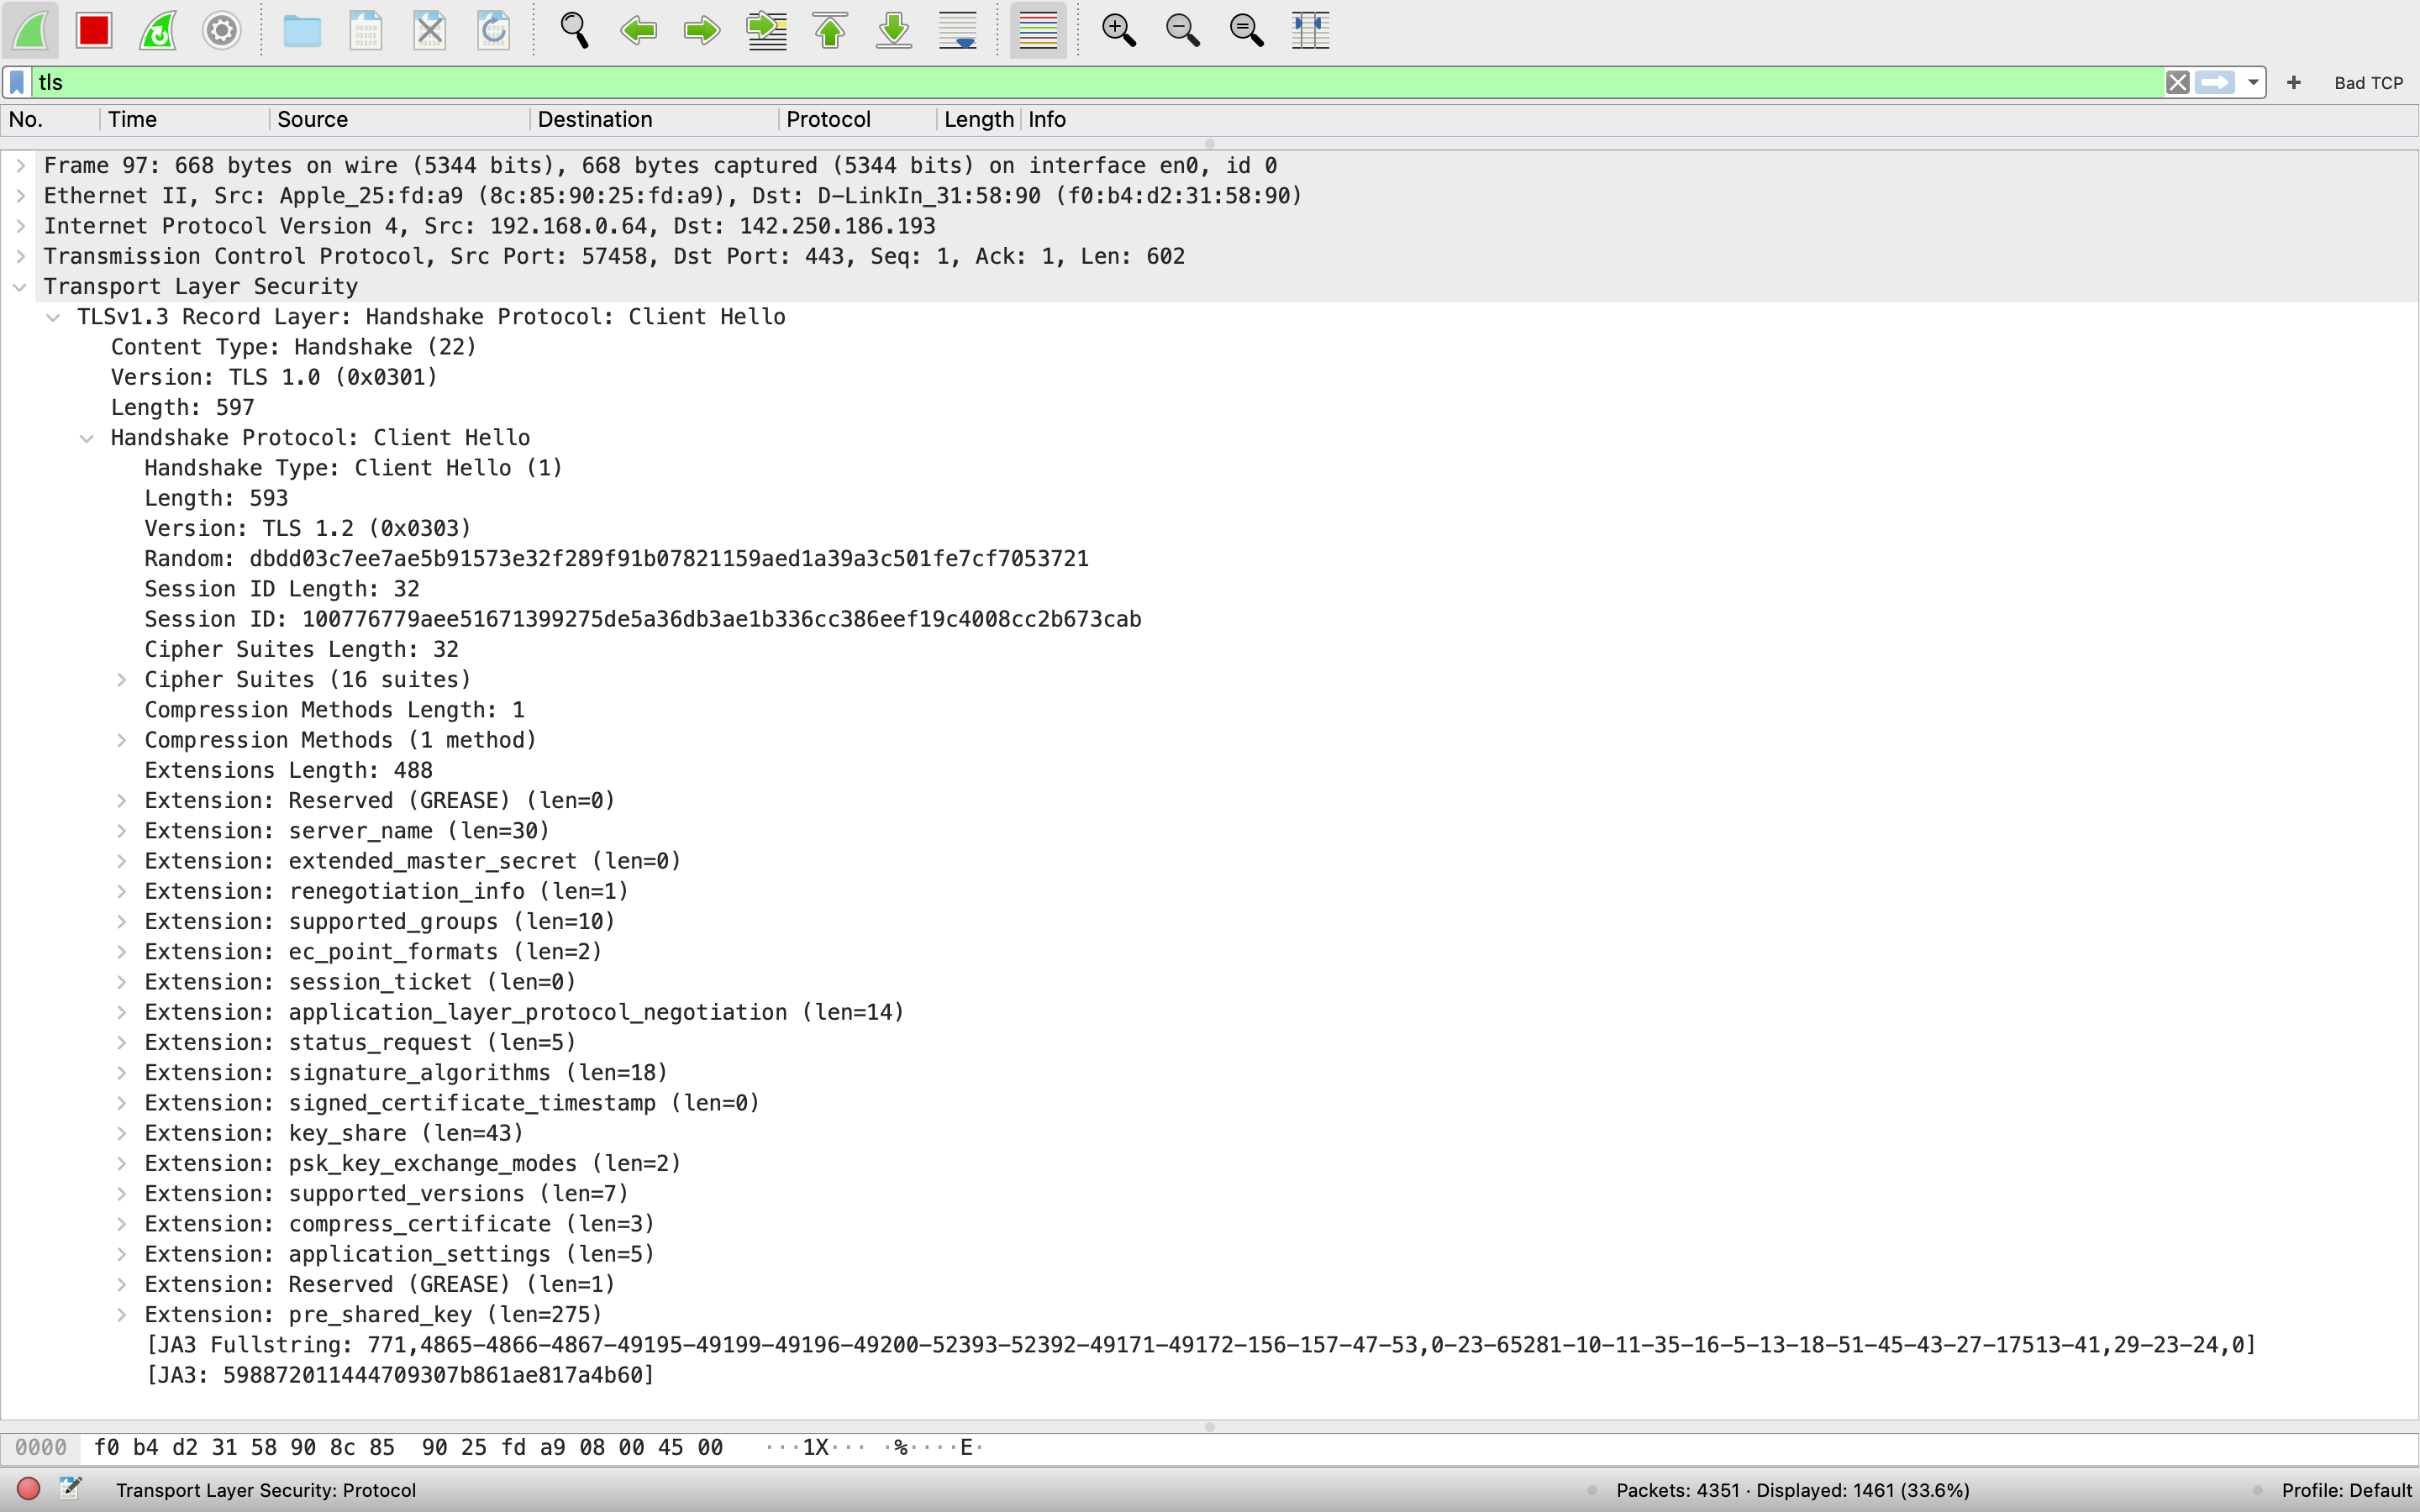 tls
Bad TCP
No. Time Source Destination Protocol Length Info
Frame 97: 668 bytes on wire (5344 bits), 668 bytes captured (5344 bits) on interface en0, id 0
Ethernet II, Src: Apple_25:fd:a9 (8c:85:90:25:fd:a9), Dst: D-LinkIn_31:58:90 (f0:b4:d2:31:58:90)
Internet Protocol Version 4, Src: 192.168.0.64, Dst: 142.250.186.193
Transmission Control Protocol, Src Port: 57458, Dst Port: 443, Seq: 1, Ack: 1, Len: 602
Transport Layer Security
TLSv1.3 Record Layer: Handshake Protocol: Client Hello
Content Type: Handshake (22)
Version: TLS 1.0 (0x0301)
Length: 597
Handshake Protocol: Client Hello
Handshake Type: Client Hello (1)
Length: 593
Version: TLS 1.2 (0x0303)
Random: dbdd03c7ee7ae5b91573e32f289f91b07821159aed1a39a3c501fe7cf7053721
Session ID Length: 32
Session ID: 100776779aee51671399275de5a36db3ae1b336cc386eef19c4008cc2b673cab
Cipher Suites Length: 32
Cipher Suites (16 suites)
Compression Methods Length: 1
Compression Methods (1 method)
Extensions Length: 488
Extension: Reserved (GREASE) (len=0)
Extension: server_name (len=30)
Extension: extended_master_secret (len=0)
Extension: renegotiation_info (len=1)
Extension: supported_groups (len=10)
Extension: ec_point_formats (len=2)
Extension: session_ticket (len=0)
Extension: application_layer_protocol_negotiation (len=14)
Extension: status_request (len=5)
Extension: signature_algorithms (len=18)
Extension: signed_certificate_timestamp (len=0)
Extension: key_share (len=43)
Extension: psk_key_exchange_modes (len=2)
Extension: supported_versions (len=7)
Extension: compress_certificate (len=3)
Extension: application_settings (len=5)
Extension: Reserved (GREASE) (len=1)
Extension: pre_shared_key (len=275)
[JA3 Fullstring: 771,4865-4866-4867-49195-49199-49196-49200-52393-52392-49171-49172-156-157-47-53,0-23-65281-10-11-35-16-5-13-18-51-45-43-27-17513-41,29-23-24,0]
[JA3: 598872011444709307b861ae817a4b60]
0000 f0 b4 d2 31 58 90 8c 85 90 25 fd a9 08 00 45 00 ···1X··· ·%····E·
Transport Layer Security: Protocol
Packets: 4351 · Displayed: 1461 (33.6%)
Profile: Default